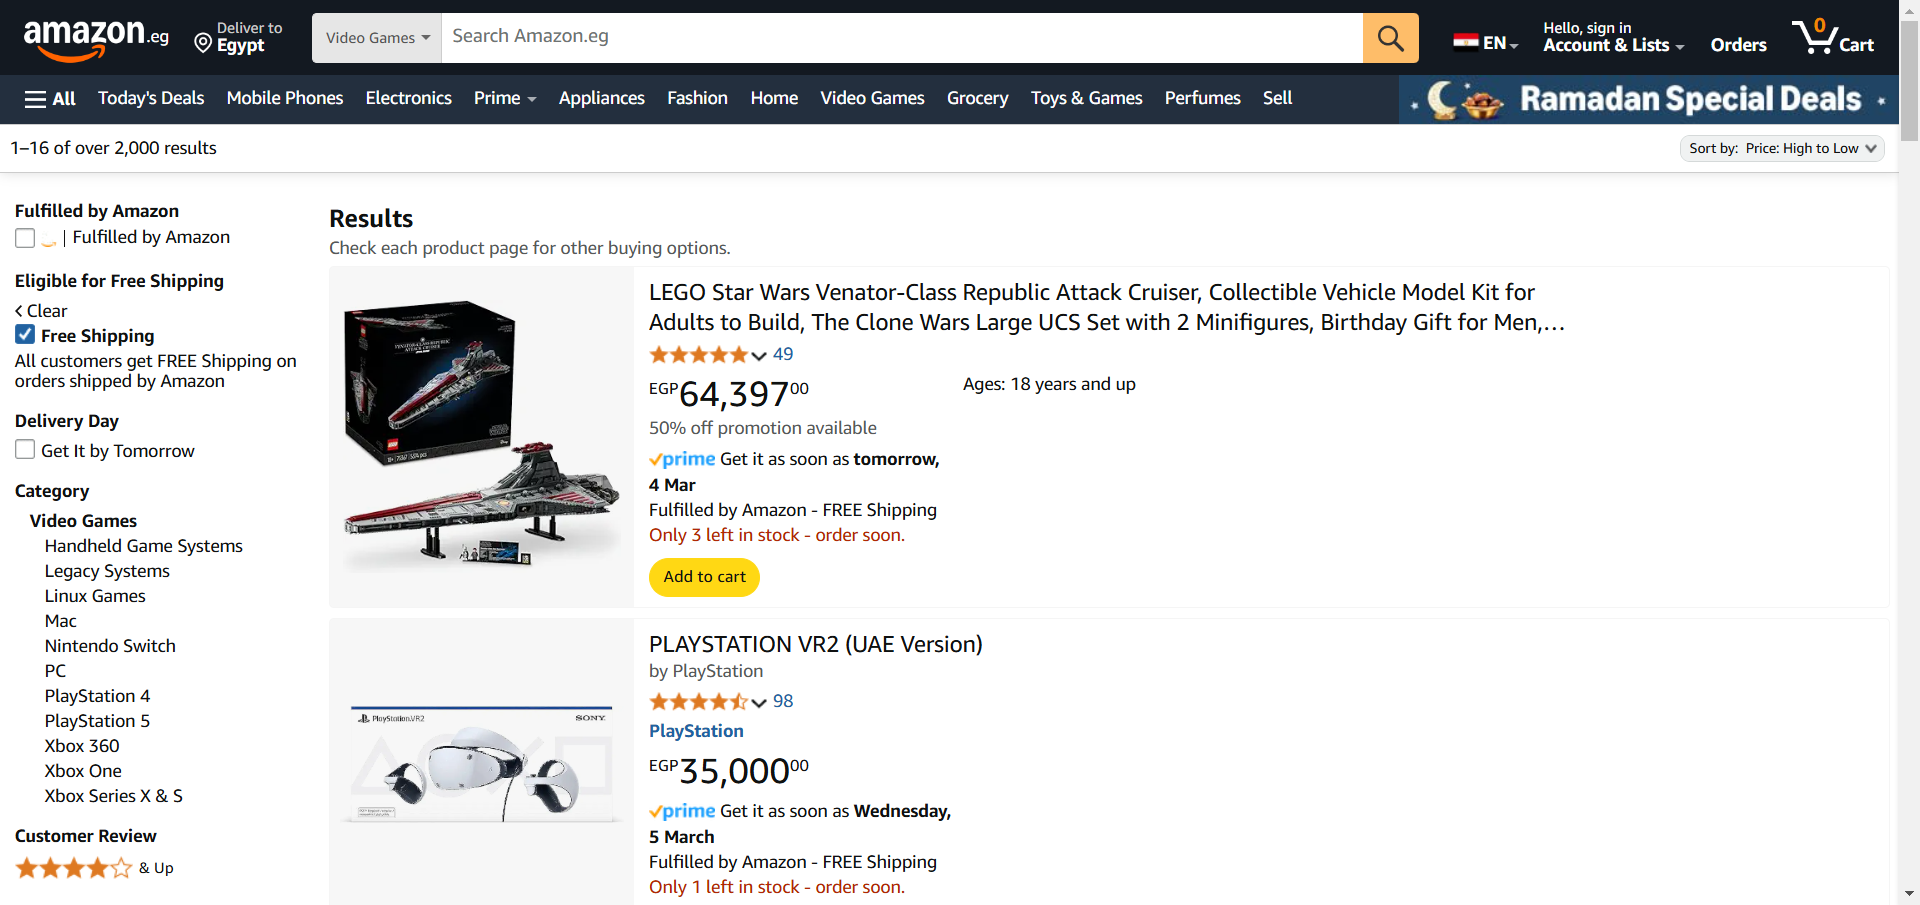 amazon.eg
Deliver to
Egypt
Video Games
Search Amazon.eg
EN
Hello, sign in
Account & Lists
Orders
0
Cart
All
Today's Deals
Mobile Phones
Electronics
Prime
Appliances
Fashion
Home
Video Games
Grocery
Toys & Games
Perfumes
Sell
Ramadan Special Deals
1–16 of over 2,000 results
Sort by: Price: High to Low
Fulfilled by Amazon
| Fulfilled by Amazon
Eligible for Free Shipping
Clear
Free Shipping
All customers get FREE Shipping on
orders shipped by Amazon
Delivery Day
Get It by Tomorrow
Category
Video Games
Handheld Game Systems
Legacy Systems
Linux Games
Mac
Nintendo Switch
PC
PlayStation 4
PlayStation 5
Xbox 360
Xbox One
Xbox Series X & S
Customer Review
& Up
Results
Check each product page for other buying options.
VENATOR-CLASS REPUBLIC
ATTACK CRUISER
LEGO Star Wars Venator-Class Republic Attack Cruiser, Collectible Vehicle Model Kit for
Adults to Build, The Clone Wars Large UCS Set with 2 Minifigures, Birthday Gift for Men,…
49
EGP64,39700
Ages: 18 years and up
50% off promotion available
prime Get it as soon as tomorrow,
4 Mar
Fulfilled by Amazon - FREE Shipping
Only 3 left in stock - order soon.
Add to cart
PlayStation.VR2
SONY
PLAYSTATION VR2 (UAE Version)
by PlayStation
98
PlayStation
EGP35,00000
prime Get it as soon as Wednesday,
5 March
Fulfilled by Amazon - FREE Shipping
Only 1 left in stock - order soon.